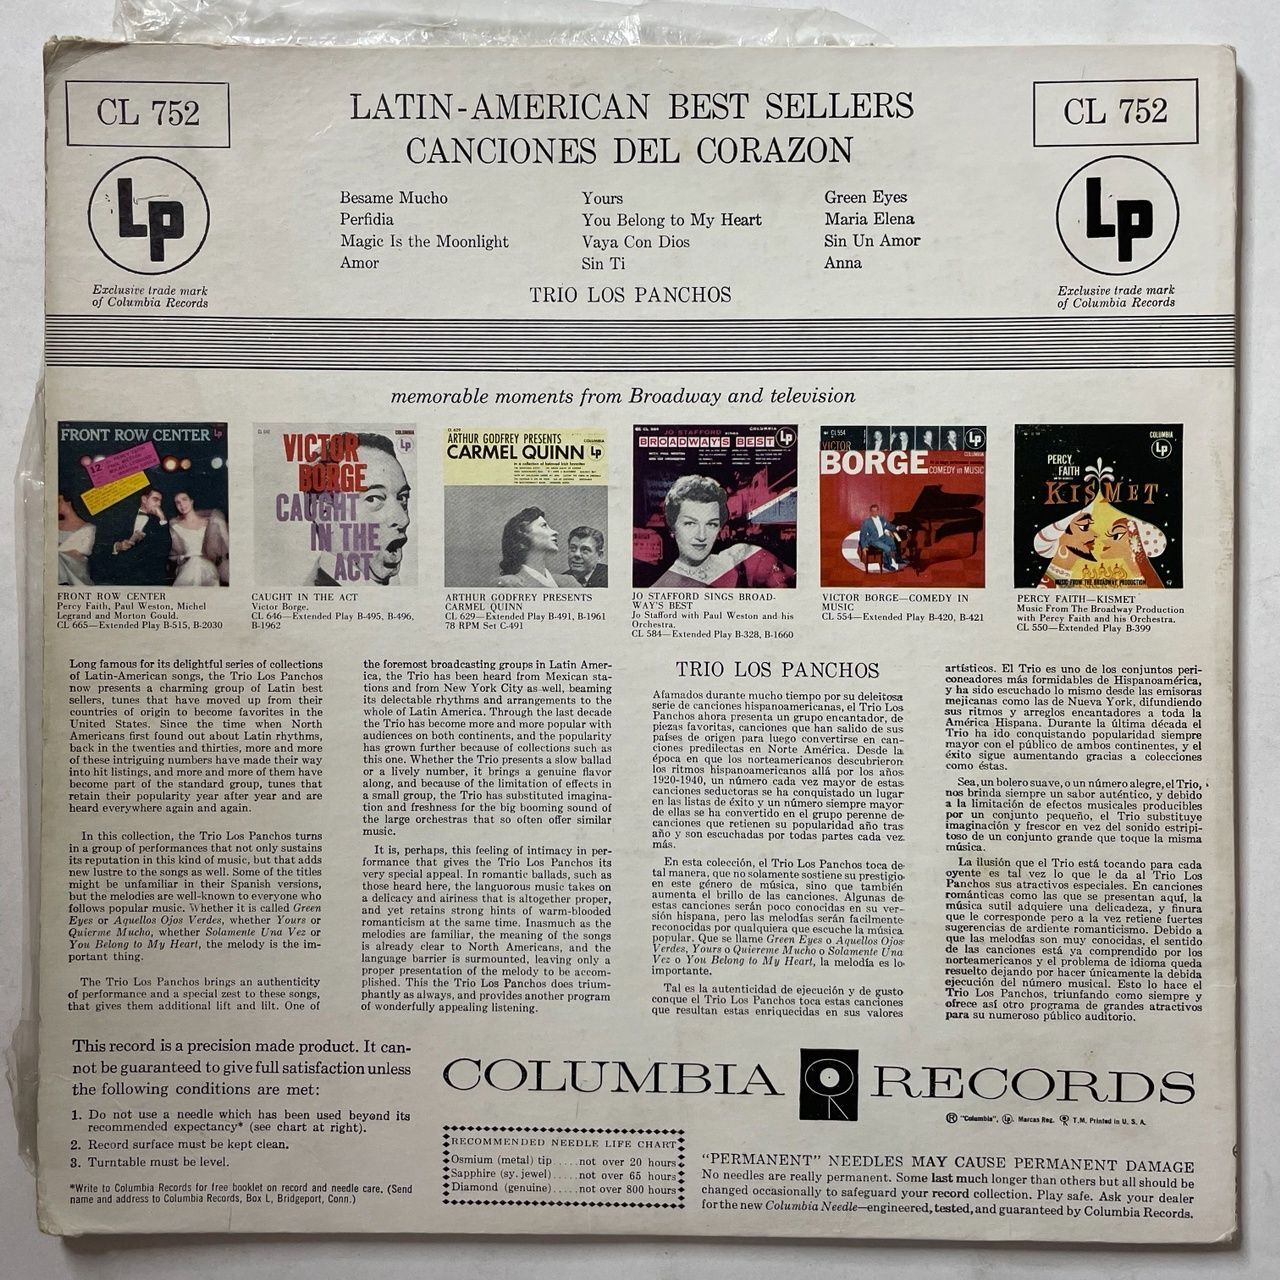 CL 752
LATIN-AMERICAN BEST SELLERS
CANCIONES DEL CORAZON
CL 752
Lp
Exclusive trade mark
of Columbia Records
Besame Mucho
Perfidia
Magic Is the Moonlight
Amor
Yours
You Belong to My Heart
Vaya Con Dios
Sin Ti
Green Eyes
Maria Elena
Sin Un Amor
Anna
TRIO LOS PANCHOS
Lp
Exclusive trade mark
of Columbia Records
memorable moments from Broadway and television
FRONT ROW CENTER Lp
12
VICTOR
BORGE
CAUGHT
IN THE
ACT
COLUMBIA
Lp
ARTHUR GODFREY PRESENTS
CARMEL QUINN
COLUMBIA
Lp
JO STAFFORD SINGS
BROADWAY'S BEST
COLUMBIA
Lp
CL 554
VICTOR
BORGE
COMEDY in MUSIC
COLUMBIA
Lp
PERCY
FAITH
KISMET
MUSIC FROM THE BROADWAY PRODUCTION
COLUMBIA
Lp
FRONT ROW CENTER
Percy Faith, Paul Weston, Michel
Legrand and Morton Gould.
CL 665—Extended Play B-515, B-2030
CAUGHT IN THE ACT
Victor Borge.
CL 646—Extended Play B-495, B-496,
B-1962
ARTHUR GODFREY PRESENTS
CARMEL QUINN
CL 629—Extended Play B-491, B-1961
78 RPM Set C-491
JO STAFFORD SINGS BROAD-
WAY'S BEST
Jo Stafford with Paul Weston and his
Orchestra.
CL 584—Extended Play B-328, B-1660
VICTOR BORGE—COMEDY IN
MUSIC
CL 554—Extended Play B-420, B-421
PERCY FAITH—KISMET
Music From The Broadway Production
with Percy Faith and his Orchestra.
CL 550—Extended Play B-399
Long famous for its delightful series of collections
of Latin-American songs, the Trio Los Panchos
now presents a charming group of Latin best
sellers, tunes that have moved up from their
countries of origin to become favorites in the
United States. Since the time when North
Americans first found out about Latin rhythms,
back in the twenties and thirties, more and more
of these intriguing numbers have made their way
into hit listings, and more and more of them have
become part of the standard group, tunes that
retain their popularity year after year and are
heard everywhere again and again.
In this collection, the Trio Los Panchos turns
in a group of performances that not only sustains
its reputation in this kind of music, but that adds
new lustre to the songs as well. Some of the titles
might be unfamiliar in their Spanish versions,
but the melodies are well-known to everyone who
follows popular music. Whether it is called Green
Eyes or Aquellos Ojos Verdes, whether Yours or
Quierme Mucho, whether Solamente Una Vez or
You Belong to My Heart, the melody is the im-
portant thing.
The Trio Los Panchos brings an authenticity
of performance and a special zest to these songs,
that gives them additional lift and lilt. One of
the foremost broadcasting groups in Latin Amer-
ica, the Trio has been heard from Mexican sta-
tions and from New York City as well, beaming
its delectable rhythms and arrangements to the
whole of Latin America. Through the last decade
the Trio has become more and more popular with
audiences on both continents, and the popularity
has grown further because of collections such as
this one. Whether the Trio presents a slow ballad
or a lively number, it brings a genuine flavor
along, and because of the limitation of effects in
a small group, the Trio has substituted imagina-
tion and freshness for the big booming sound of
the large orchestras that so often offer similar
music.
It is, perhaps, this feeling of intimacy in per-
formance that gives the Trio Los Panchos its
very special appeal. In romantic ballads, such as
those heard here, the languorous music takes on
a delicacy and airiness that is altogether proper,
and yet retains strong hints of warm-blooded
romanticism at the same time. Inasmuch as the
melodies are familiar, the meaning of the songs
is already clear to North Americans, and the
language barrier is surmounted, leaving only a
proper presentation of the melody to be accom-
plished. This the Trio Los Panchos does trium-
phantly as always, and provides another program
of wonderfully appealing listening.
TRIO LOS PANCHOS
Afamados durante mucho tiempo por su deleitosa
serie de canciones hispanoamericanas, el Trío Los
Panchos ahora presenta un grupo encantador, de
piezas favoritas, canciones que han salido de sus
países de origin para luego convertirse en can-
ciones predilectas en Norte América. Desde la
época en que los norteamericanos descubrieron
los ritmos hispanoamericanos allá por los años
1920-1940, un número cada vez mayor de estas
canciones seductoras se ha conquistado un lugar
en las listas de éxito y un número siempre mayor
de ellas se ha convertido en el grupo perenne de
canciones que retienen su popularidad año tras
año y son escuchadas por todas partes cada vez
más.
En esta colección, el Trío Los Panchos toca de
tal manera, que no solamente sostiene su prestigio
en este género de música, sino que también
aumenta el brillo de las canciones. Algunas de
estas canciones serán poco conocidas en su ver-
sión hispana, pero las melodías serán facilmente
reconocidas por qualquiera que escuche la música
popular. Que se llame Green Eyes o Aquellos Ojos
Verdes, Yours o Quiereme Mucho o Solamente Una
Vez o You Belong to My Heart, la melodía es lo
importante.
Tal es la autenticidad de ejecución y de gusto
conque el Trío Los Panchos toca estas canciones
que resultan estas enriquecidas en sus valores
artísticos. El Trío es uno de los conjuntos peri-
coneadores más formidables de Hispanoamérica,
y ha sido escuchado lo mismo desde las emisoras
mejicanas como las de Nueva York, difundiendo
sus ritmos y arreglos encantadores a toda la
América Hispana. Durante la última década el
Trío ha ido conquistando popularidad siempre
mayor con el público de ambos continentes, y el
éxito sigue aumentando gracias a colecciones
como éstas.
Sea, un bolero suave, o un número alegre, el Trío,
nos brinda siempre un sabor auténtico, y debido
a la limitación de efectos musicales producibles
por un conjunto pequeño, el Trío substituye
imaginación y frescor en vez del sonido estripi-
toso de un conjunto grande que toque la misma
música.
La ilusión que el Trío está tocando para cada
oyente es tal vez lo que le da al Trío Los
Panchos sus atractivos especiales. En canciones
románticas como las que se presentan aquí, la
música sutil adquiere una delicadeza, y finura
que le corresponde pero a la vez retiene fuertes
sugerencias de ardiente romanticismo. Debido a
que las melodías son muy conocidas, el sentido
de las canciones está ya comprendido por los
norteamericanos y el problema de idioma queda
resuelto dejando por hacer únicamente la debida
ejecución del número musical. Esto lo hace el
Trío Los Panchos, triunfando como siempre y
ofrece así otro programa de grandes atractivos
para su numeroso público auditorio.
This record is a precision made product. It can-
not be guaranteed to give full satisfaction unless
the following conditions are met:
1. Do not use a needle which has been used beyond its
recommended expectancy* (see chart at right).
2. Record surface must be kept clean.
3. Turntable must be level.
*Write to Columbia Records for free booklet on record and needle care. (Send
name and address to Columbia Records, Box L, Bridgeport, Conn.)
COLUMBIA RECORDS
® "Columbia", Lp, Marcas Reg. T.M. Printed in U. S. A.
RECOMMENDED NEEDLE LIFE CHART
Osmium (metal) tip.....not over 20 hours
Sapphire (sy. jewel)....not over 65 hours
Diamond (genuine).....not over 800 hours
"PERMANENT" NEEDLES MAY CAUSE PERMANENT DAMAGE
No needles are really permanent. Some last much longer than others but all should be
changed occasionally to safeguard your record collection. Play safe. Ask your dealer
for the new Columbia Needle—engineered, tested, and guaranteed by Columbia Records.